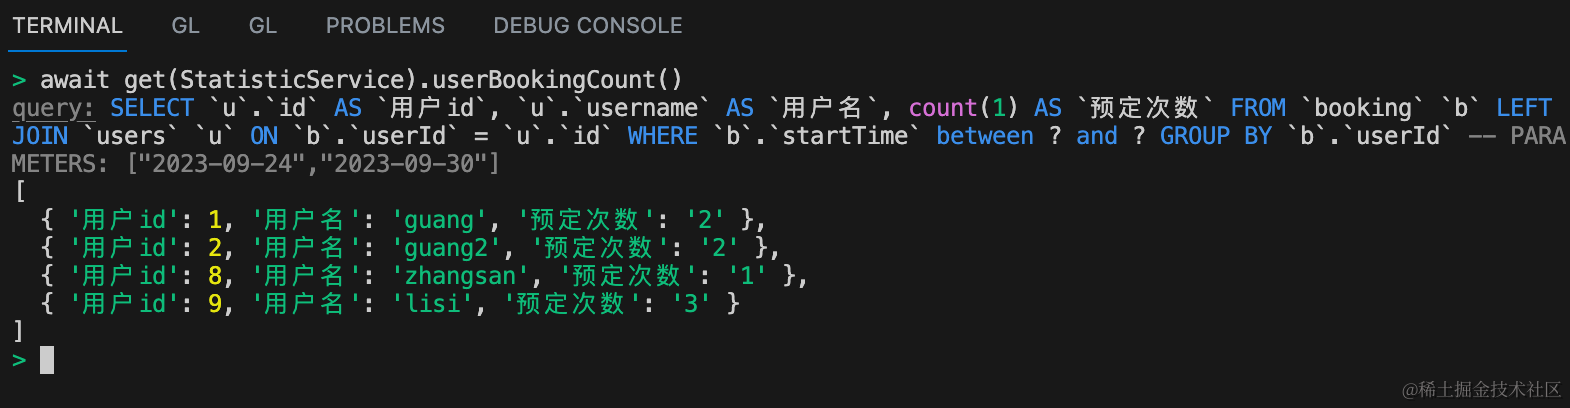 TERMINAL GL GL PROBLEMS DEBUG CONSOLE
> await get(StatisticService).userBookingCount()
query: SELECT `u`.`id` AS `用户id`, `u`.`username` AS `用户名`, count(1) AS `预定次数` FROM `booking` `b` LEFT
JOIN `users` `u` ON `b`.`userId` = `u`.`id` WHERE `b`.`startTime` between ? and ? GROUP BY `b`.`userId` -- PARA
METERS: ["2023-09-24","2023-09-30"]
[
{ '用户id': 1, '用户名': 'guang', '预定次数': '2' },
{ '用户id': 2, '用户名': 'guang2', '预定次数': '2' },
{ '用户id': 8, '用户名': 'zhangsan', '预定次数': '1' },
{ '用户id': 9, '用户名': 'lisi', '预定次数': '3' }
]
>
@稀土掘金技术社区